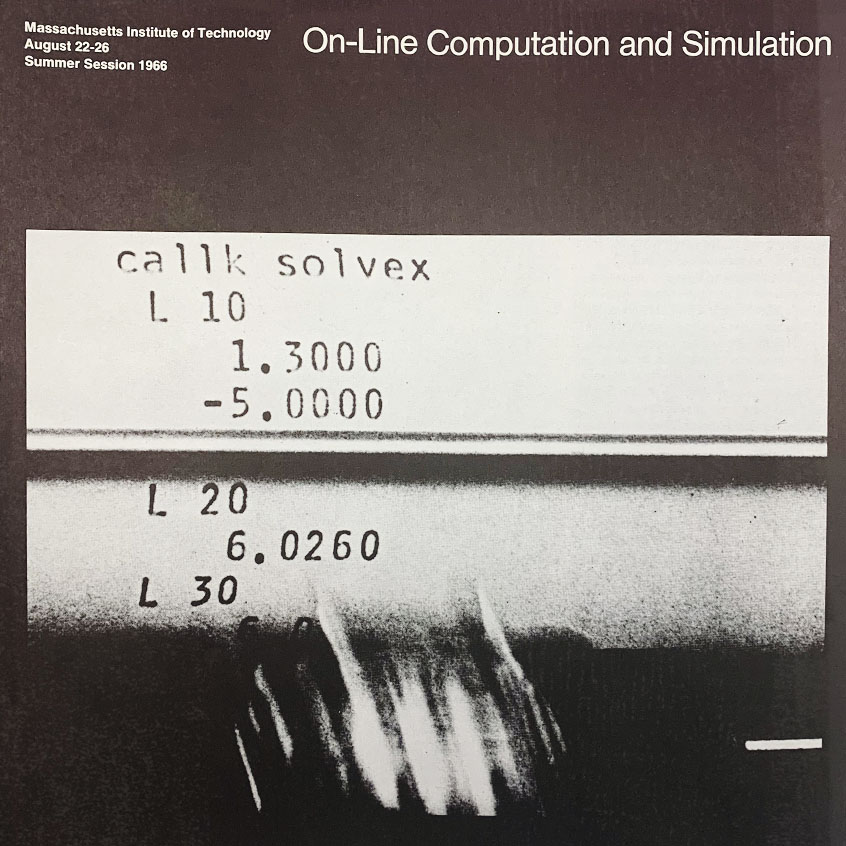 Massachusetts Institute of Technology
August 22-26
Summer Session 1966
On-Line Computation and Simulation
callk solvex
L 10
1.3000
-5.0000
L 20
6.0260
L 30